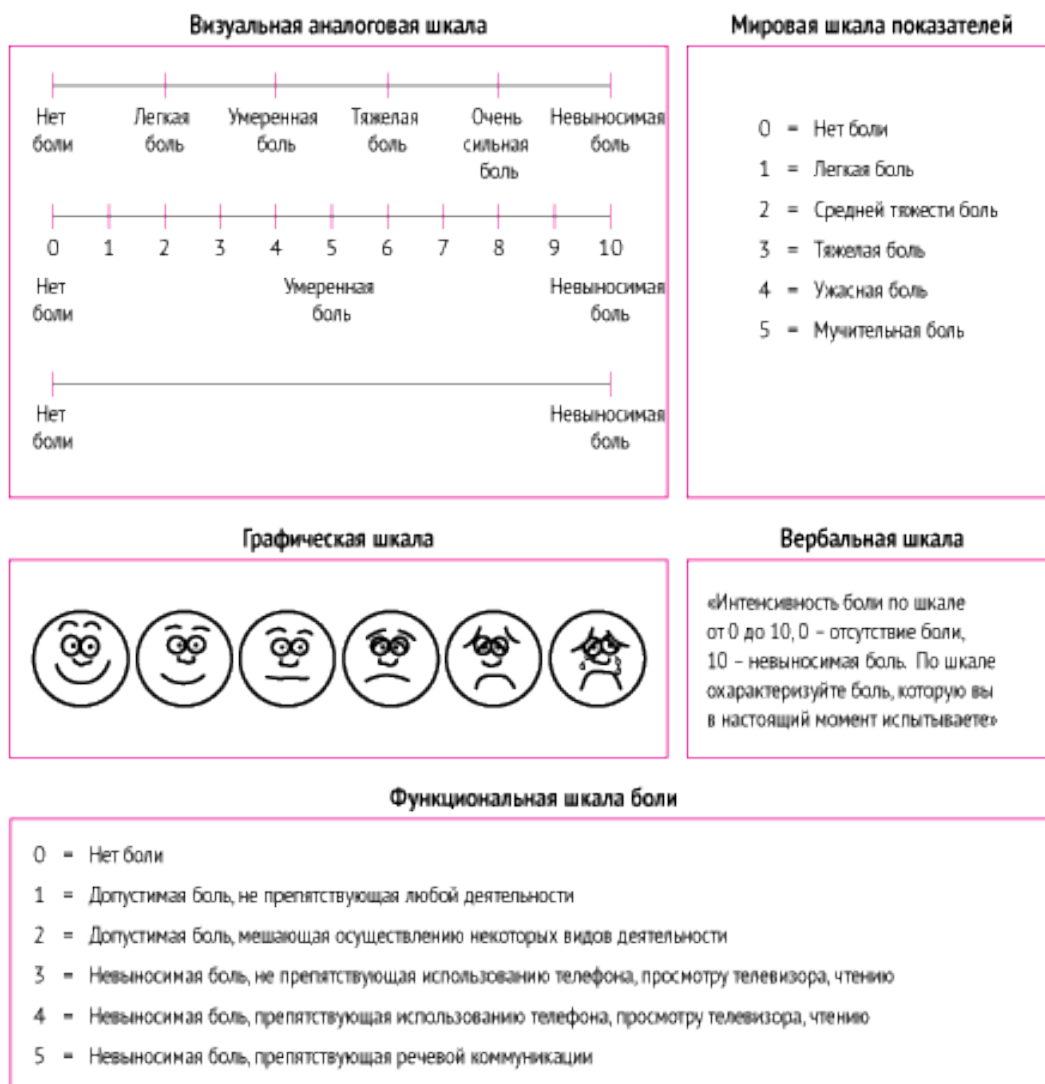 Визуальная аналоговая шкала
Нет боли
Легкая боль
Умеренная боль
Тяжелая боль
Очень сильная боль
Невыносимая боль
0 1 2 3 4 5 6 7 8 9 10
Нет боли
Умеренная боль
Невыносимая боль
Нет боли
Невыносимая боль
Мировая шкала показателей
0 = Нет боли
1 = Легкая боль
2 = Средней тяжести боль
3 = Тяжелая боль
4 = Ужасная боль
5 = Мучительная боль
Графическая шкала
Вербальная шкала
«Интенсивность боли по шкале
от 0 до 10, 0 – отсутствие боли,
10 – невыносимая боль. По шкале
охарактеризуйте боль, которую вы
в настоящий момент испытываете»
Функциональная шкала боли
0 = Нет боли
1 = Допустимая боль, не препятствующая любой деятельности
2 = Допустимая боль, мешающая осуществлению некоторых видов деятельности
3 = Невыносимая боль, не препятствующая использованию телефона, просмотру телевизора, чтению
4 = Невыносимая боль, препятствующая использованию телефона, просмотру телевизора, чтению
5 = Невыносимая боль, препятствующая речевой коммуникации